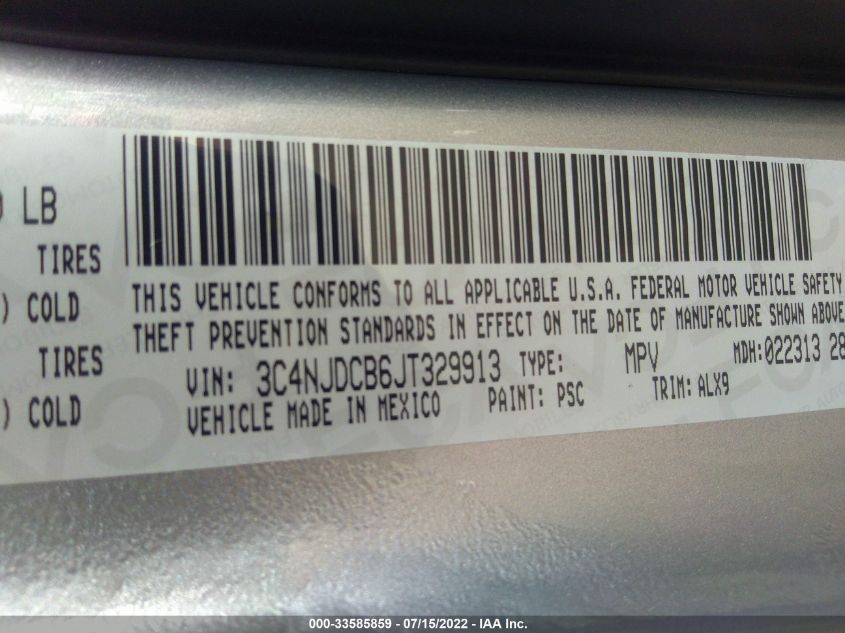 LB
TIRES
) COLD
TIRES
) COLD
THIS VEHICLE CONFORMS TO ALL APPLICABLE U.S.A. FEDERAL MOTOR VEHICLE SAFETY
THEFT PREVENTION STANDARDS IN EFFECT ON THE DATE OF MANUFACTURE SHOWN ABOVE
VIN: 3C4NJDCB6JT329913 TYPE: MPV MDH:022313 28
VEHICLE MADE IN MEXICO PAINT: PSC TRIM: ALX9
000-33585859 - 07/15/2022 - IAA Inc.